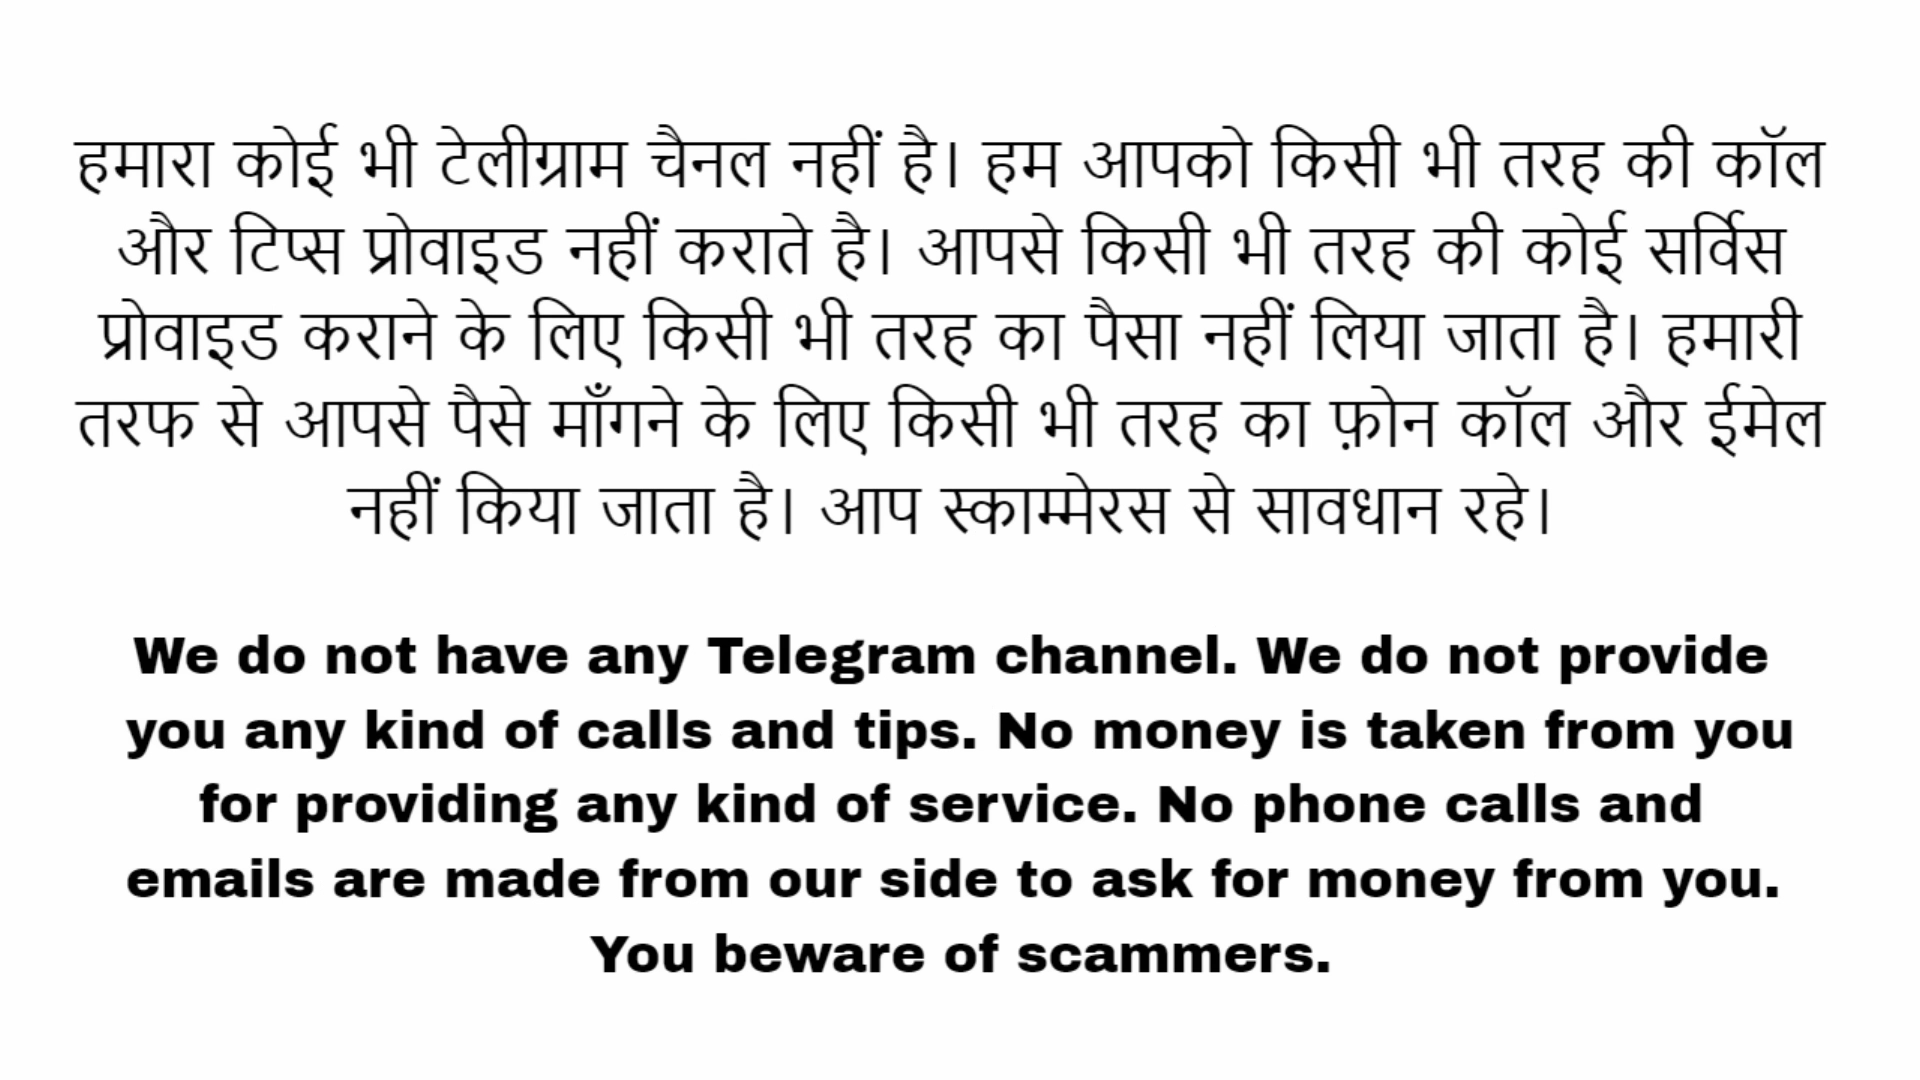 हमारा कोई भी टेलीग्राम चैनल नहीं है। हम आपको किसी भी तरह की कॉल
और टिप्स प्रोवाइड नहीं कराते है। आपसे किसी भी तरह की कोई सर्विस
प्रोवाइड कराने के लिए किसी भी तरह का पैसा नहीं लिया जाता है। हमारी
तरफ से आपसे पैसे माँगने के लिए किसी भी तरह का फ़ोन कॉल और ईमेल
नहीं किया जाता है। आप स्काम्मेरस से सावधान रहे।
We do not have any Telegram channel. We do not provide
you any kind of calls and tips. No money is taken from you
for providing any kind of service. No phone calls and
emails are made from our side to ask for money from you.
You beware of scammers.